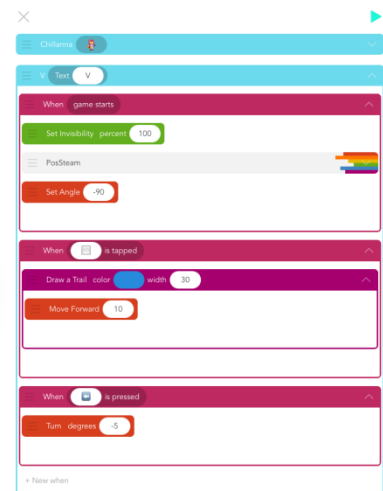 Chillarma
V Text V
When game starts
Set Invisibility percent 100
PosSteam
Set Angle -90
When is tapped
Draw a Trail color width 30
Move Forward 10
When is pressed
Turn degrees -5
+ New when